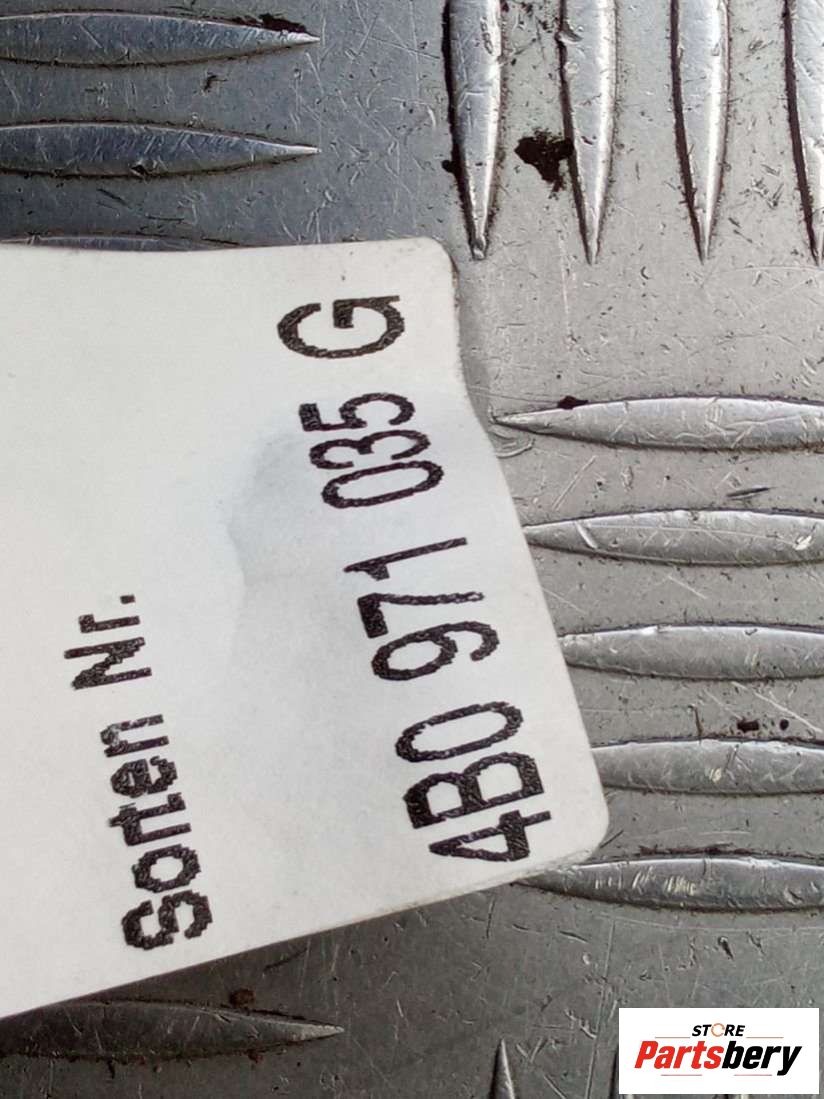 Sorten Nr.
4B0 971 035 G
STORE
Partsbery